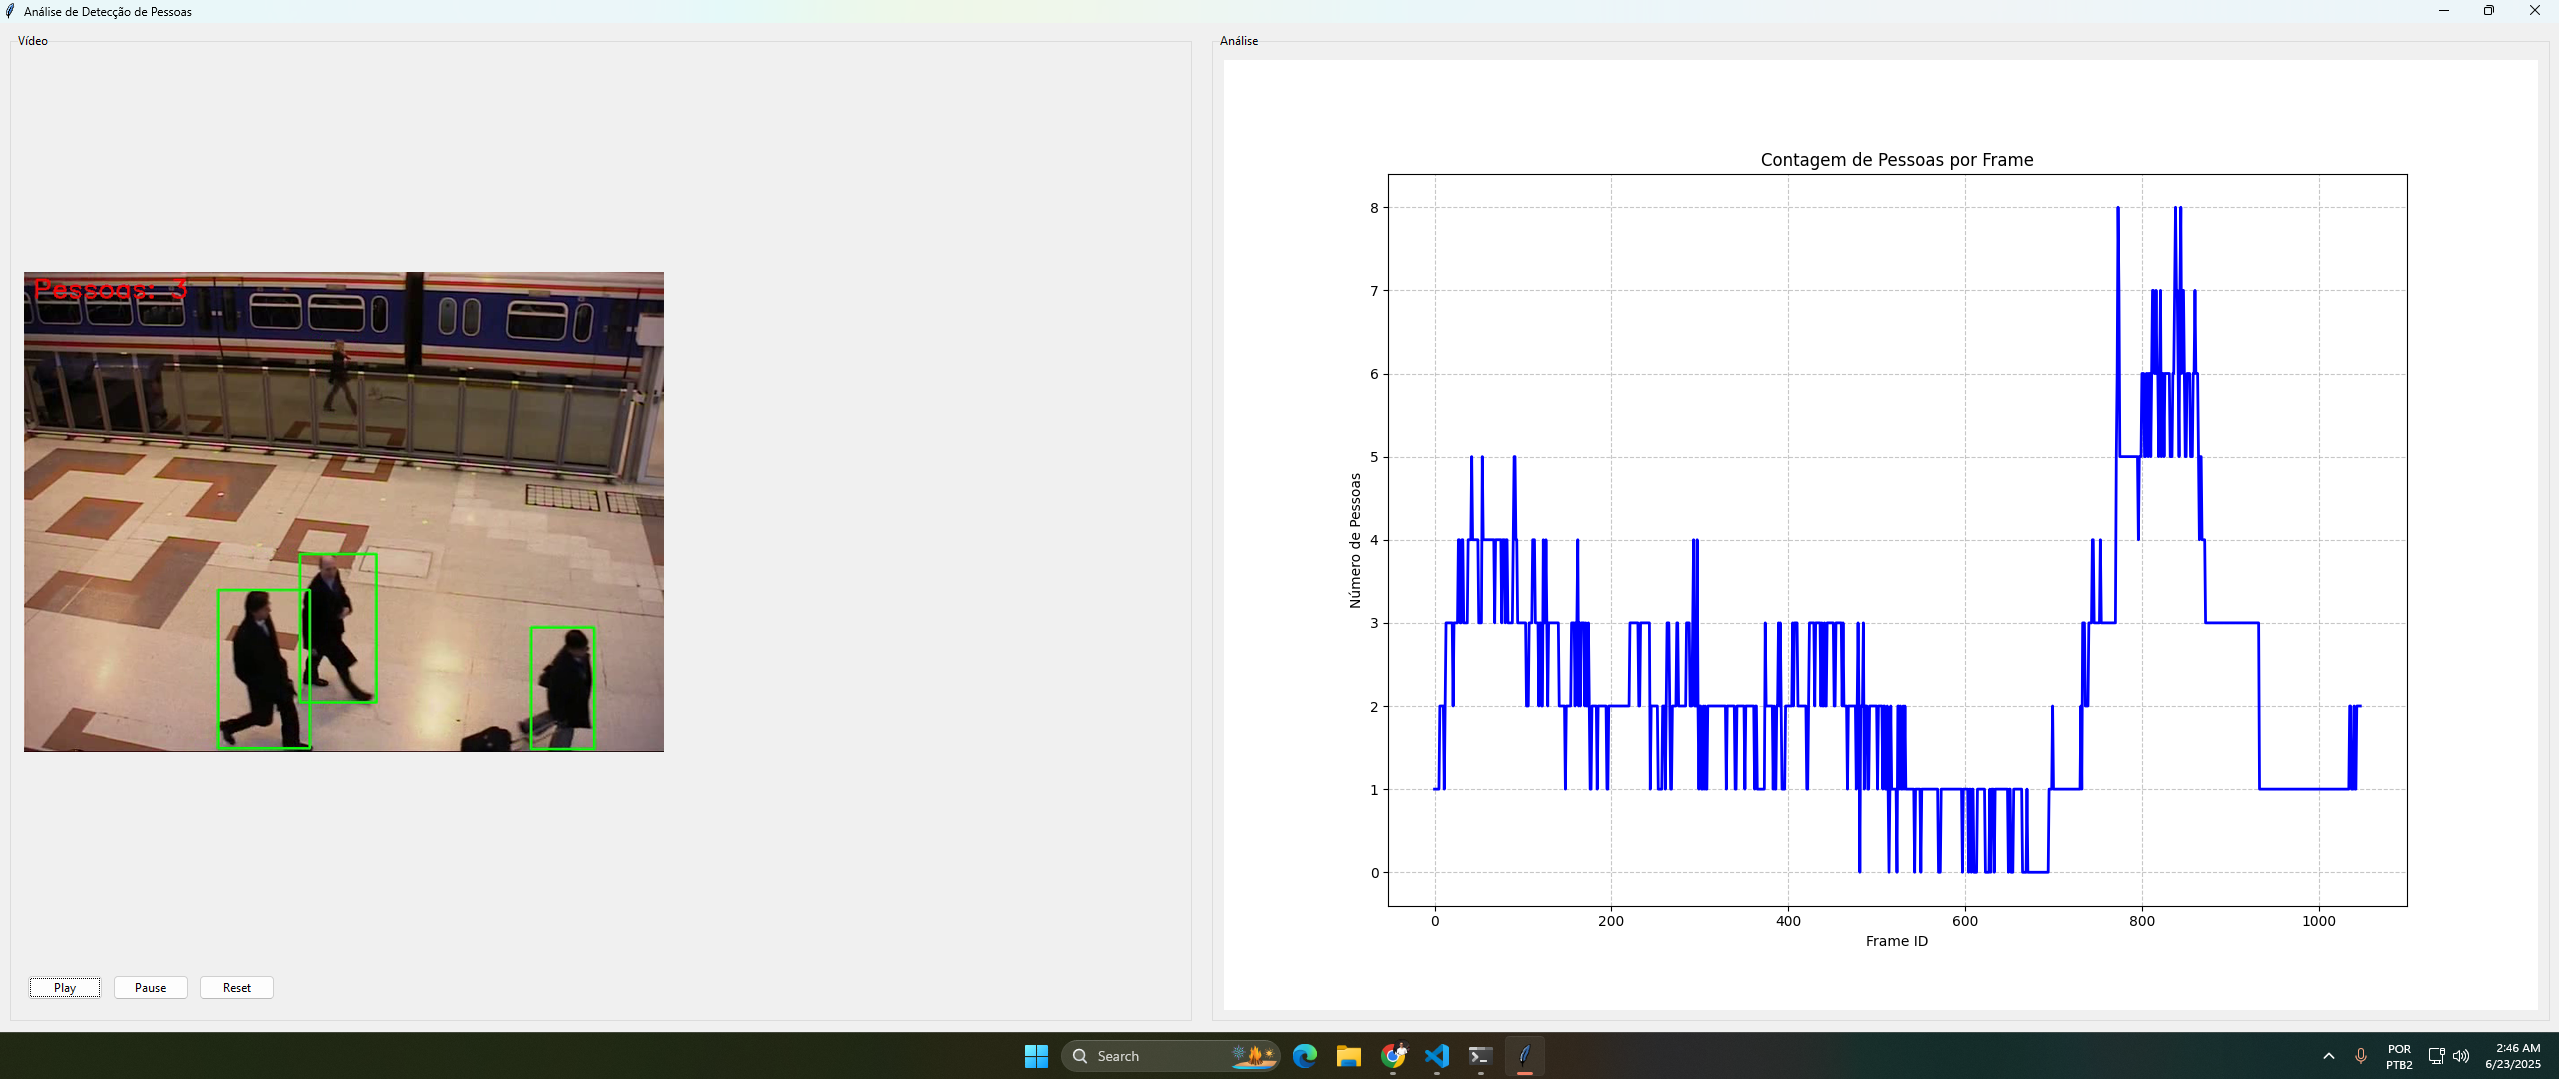 Análise de Detecção de Pessoas
Vídeo
Pessoas: 3
Play
Pause
Reset
Análise
Contagem de Pessoas por Frame
8
7
6
5
4
3
2
1
0
Número de Pessoas
0
200
400
600
800
1000
Frame ID
Search
POR
PTB2
2:46 AM
6/23/2025